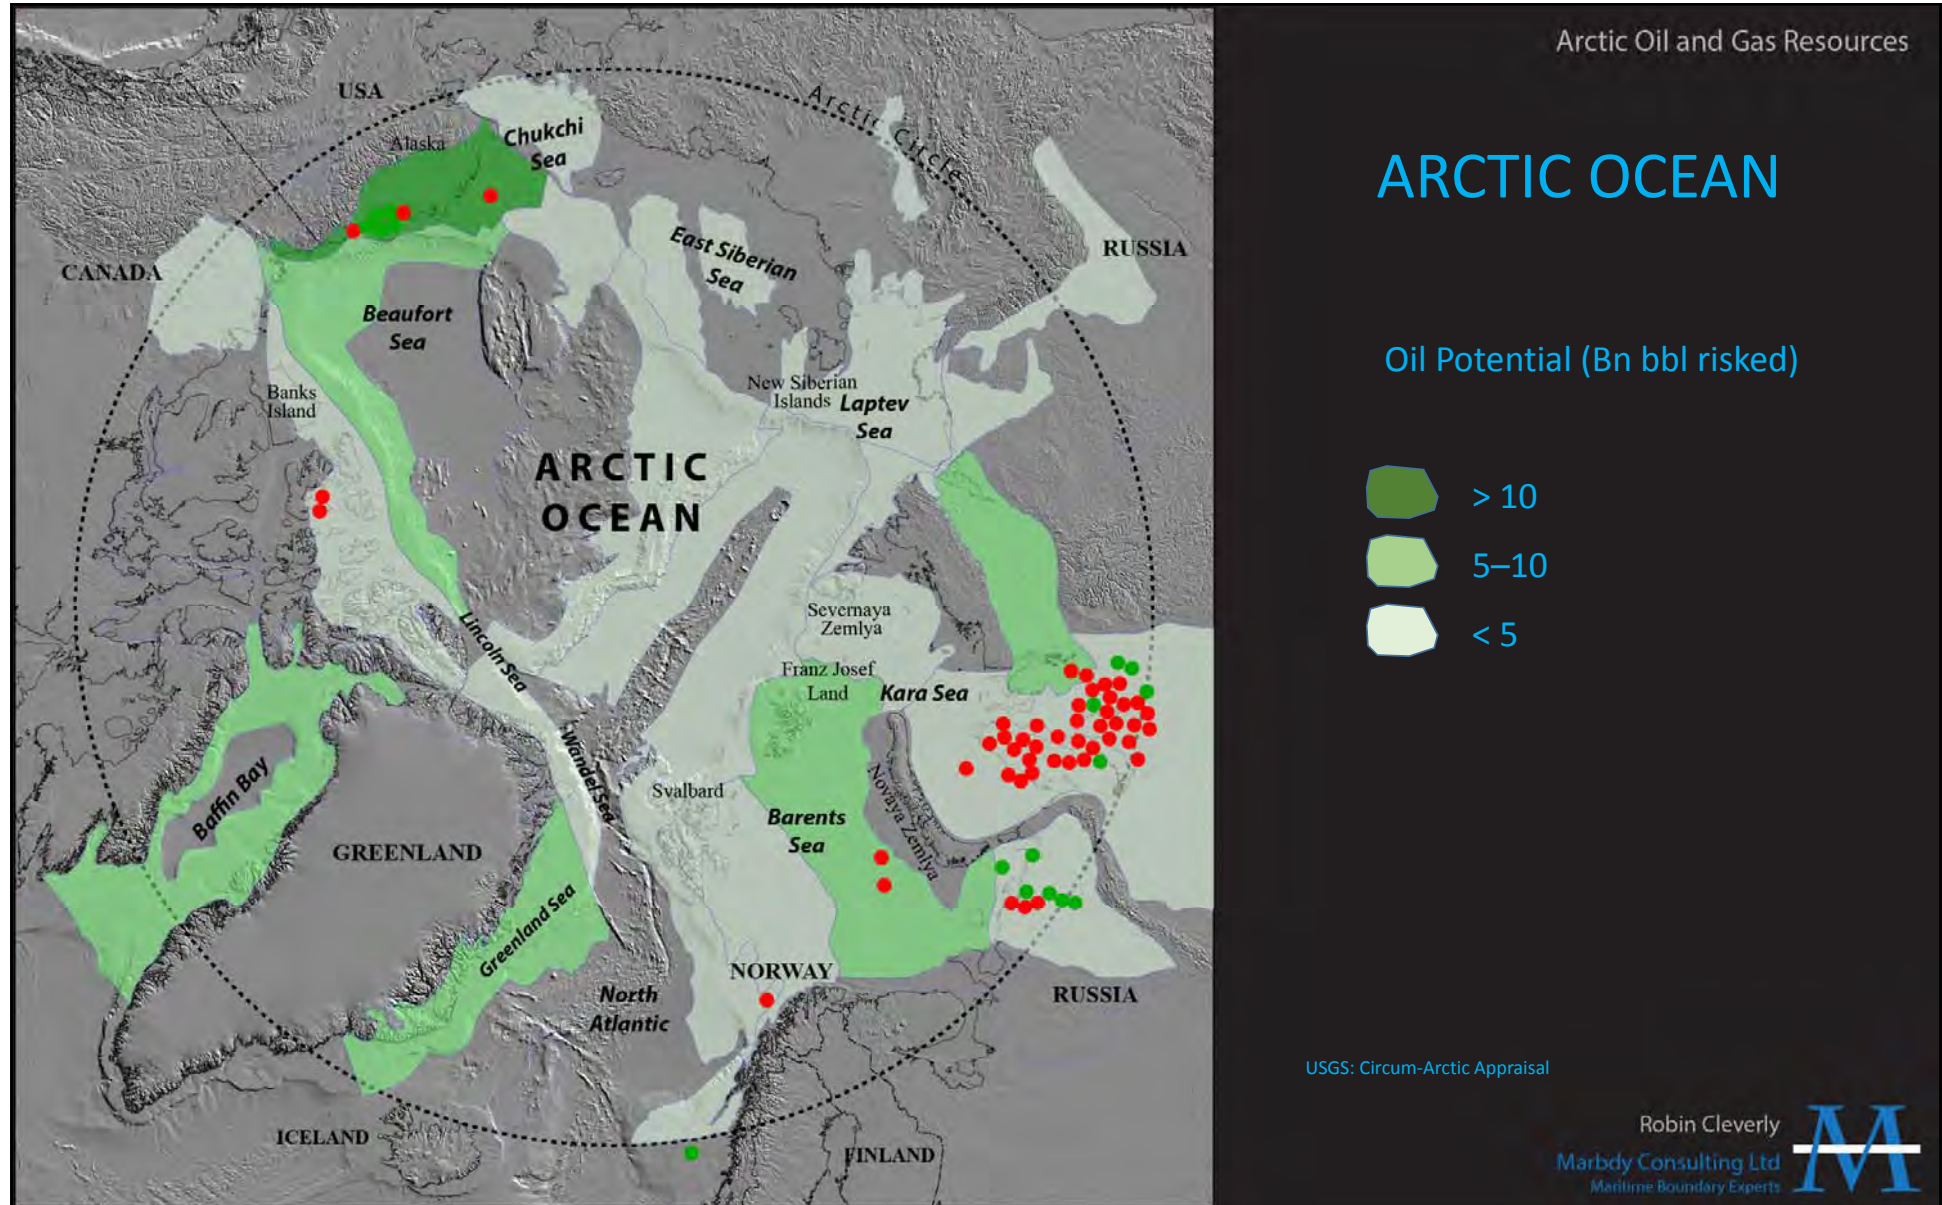 Arctic Oil and Gas Resources
ARCTIC OCEAN
Oil Potential (Bn bbl risked)
> 10
5–10
< 5
USGS: Circum-Arctic Appraisal
Robin Cleverly
Marbdy Consulting Ltd
Maritime Boundary Experts
M
USA
Arctic Circle
Alaska
Chukchi
Sea
CANADA
East Siberian
Sea
RUSSIA
Beaufort
Sea
Banks
Island
New Siberian
Islands
Laptev
Sea
ARCTIC
OCEAN
Severnaya
Zemlya
Lincoln Sea
Franz Josef
Land
Kara Sea
Wandel Sea
Svalbard
Novaya Zemlya
Baffin Bay
Barents
Sea
GREENLAND
Greenland Sea
NORWAY
North
Atlantic
RUSSIA
ICELAND
FINLAND